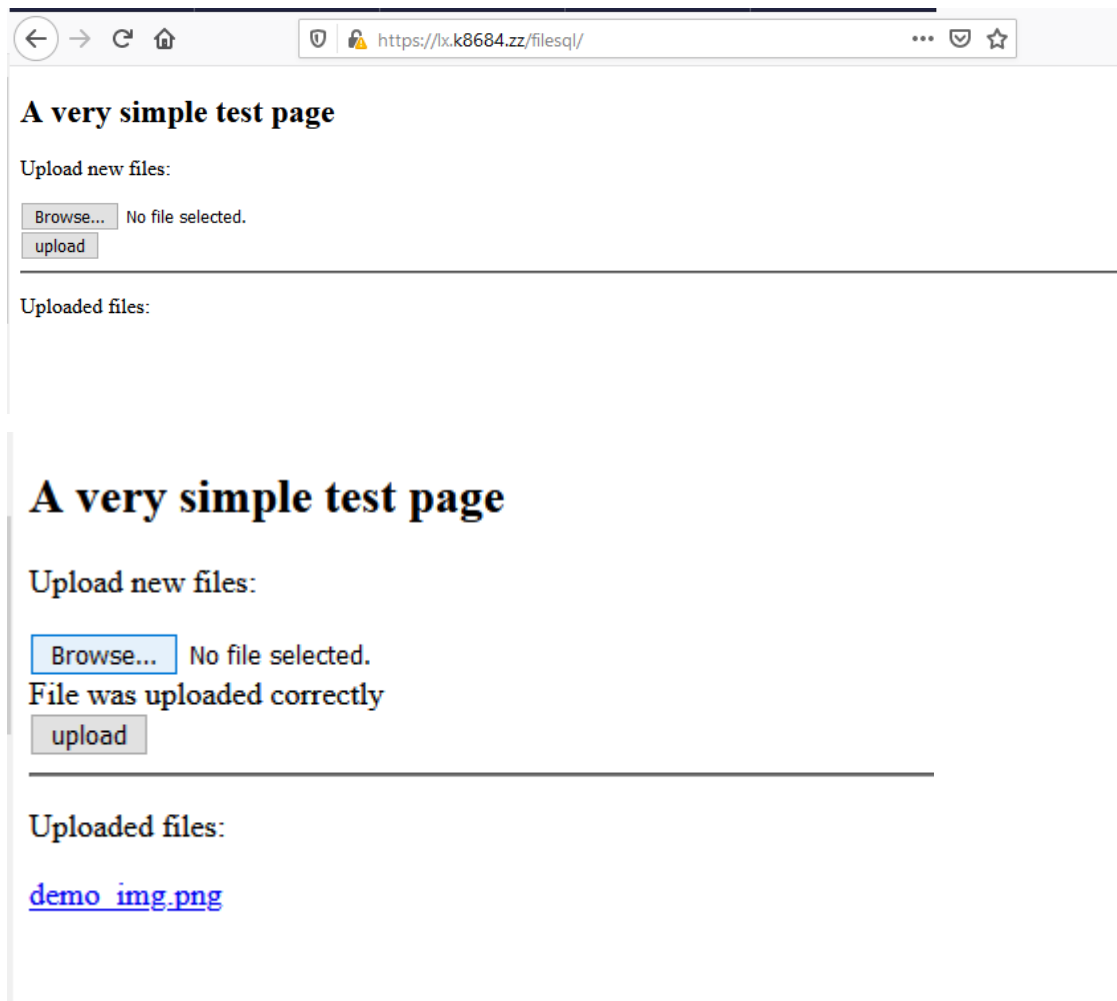 https://lx.k8684.zz/filesql/
A very simple test page
Upload new files:
Browse... No file selected.
upload
Uploaded files:
A very simple test page
Upload new files:
Browse... No file selected.
File was uploaded correctly
upload
Uploaded files:
demo_img.png